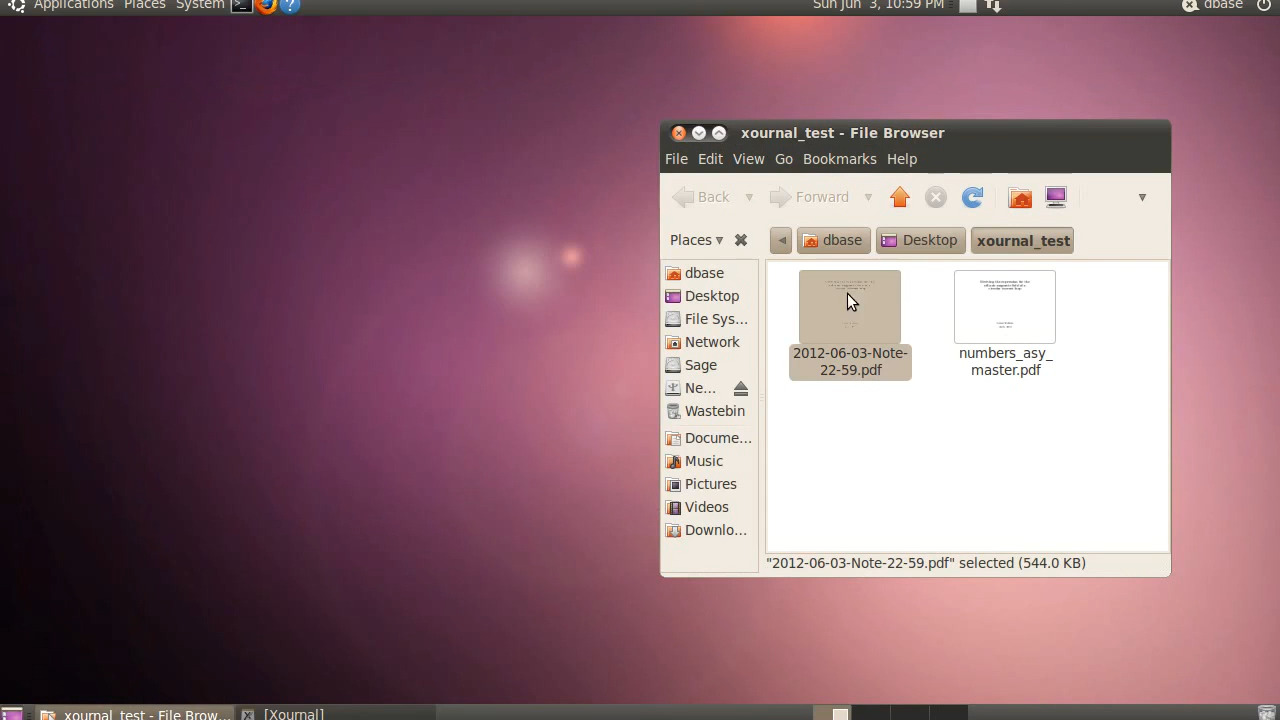 Applications Places System Sun Jun 3, 10:59 PM dbase
xournal_test - File Browser
File Edit View Go Bookmarks Help
Back Forward
Places dbase Desktop xournal_test
dbase
Desktop
File Sys...
Network
Sage
Ne...
Wastebin
Docume...
Music
Pictures
Videos
Downlo...
2012-06-03-Note-
22-59.pdf
numbers_asy_
master.pdf
"2012-06-03-Note-22-59.pdf" selected (544.0 KB)
xournal_test - File Brow... [Xournal]